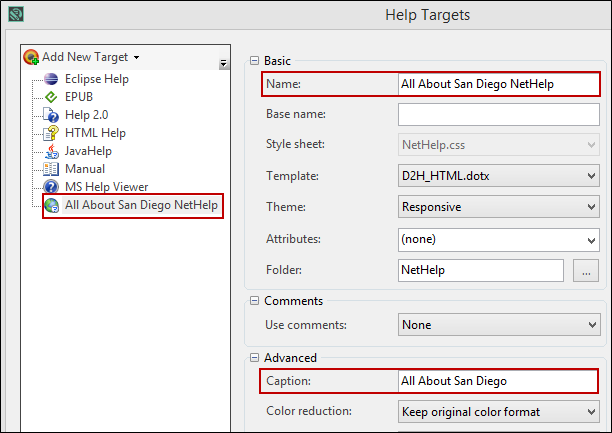 Help Targets
Add New Target
Eclipse Help
EPUB
Help 2.0
HTML Help
JavaHelp
Manual
MS Help Viewer
All About San Diego NetHelp
Basic
Name: All About San Diego NetHelp
Base name:
Style sheet: NetHelp.css
Template: D2H_HTML.dotx
Theme: Responsive
Attributes: (none)
Folder: NetHelp ...
Comments
Use comments: None
Advanced
Caption: All About San Diego
Color reduction: Keep original color format